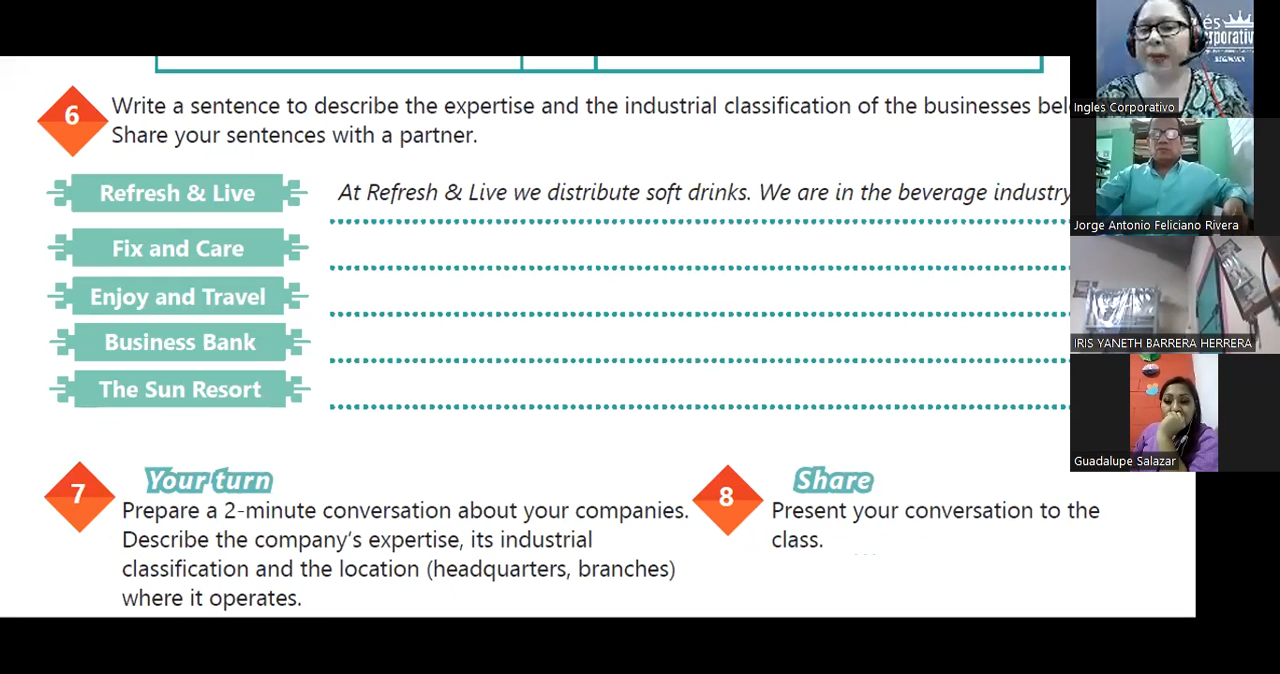 6 Write a sentence to describe the expertise and the industrial classification of the businesses bel
Share your sentences with a partner.
Refresh & Live At Refresh & Live we distribute soft drinks. We are in the beverage industry
Fix and Care
Enjoy and Travel
Business Bank
The Sun Resort
7 Your turn
Prepare a 2-minute conversation about your companies.
Describe the company's expertise, its industrial
classification and the location (headquarters, branches)
where it operates.
8 Share
Present your conversation to the
class.
Ingles Corporativo
Jorge Antonio Feliciano Rivera
IRIS YANETH BARRERA HERRERA
Guadalupe Salazar